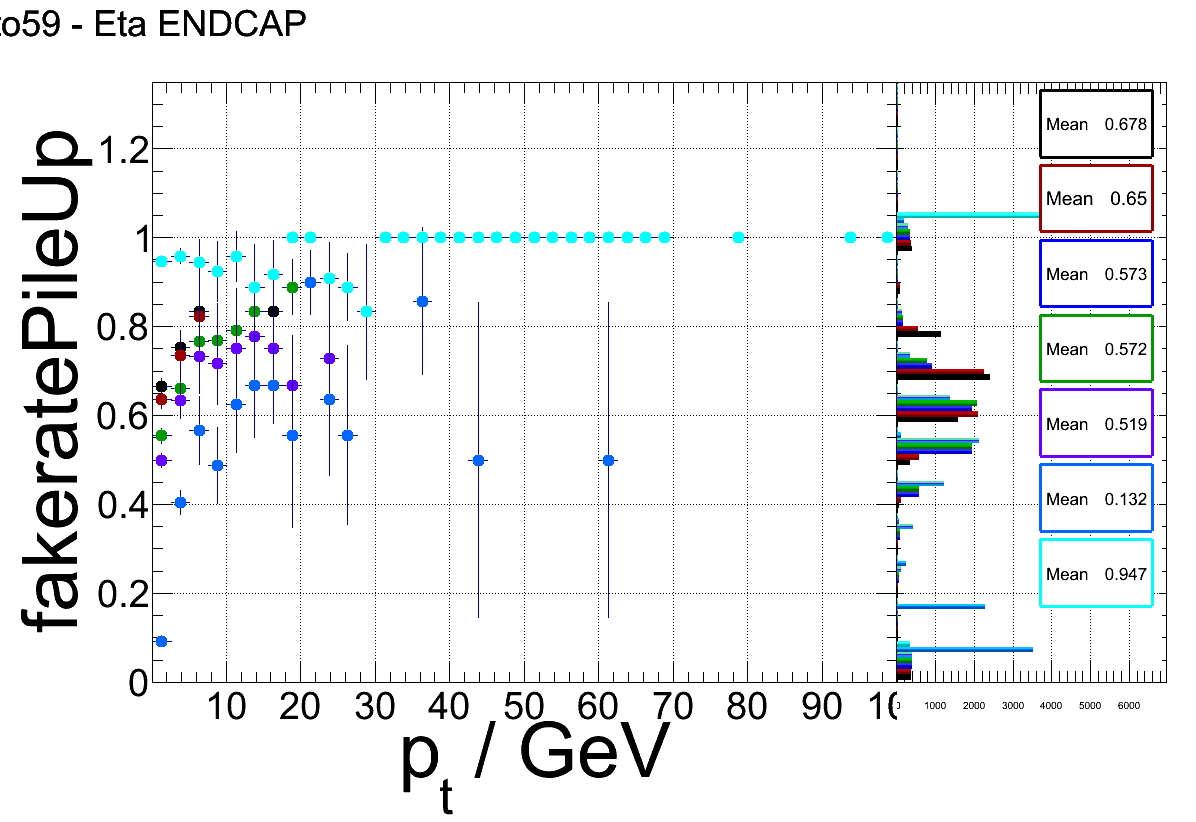 to59 - Eta ENDCAP
fakeratePileUp
1.2
1
0.8
0.6
0.4
0.2
0
10 20 30 40 50 60 70 80 90
1000 2000 3000 4000 5000 6000
pt / GeV
Mean 0.678
Mean 0.65
Mean 0.573
Mean 0.572
Mean 0.519
Mean 0.132
Mean 0.947